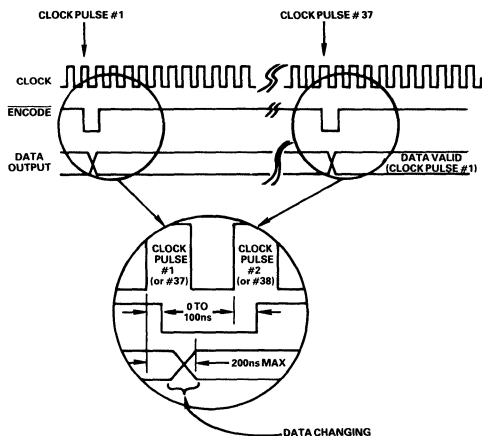 CLOCK PULSE #1
CLOCK PULSE #37
CLOCK
ENCODE
DATA
OUTPUT
DATA VALID
(CLOCK PULSE #1)
CLOCK
PULSE
#1
(or #37)
CLOCK
PULSE
#2
(or #38)
0 TO
100ns
200ns MAX
DATA CHANGING